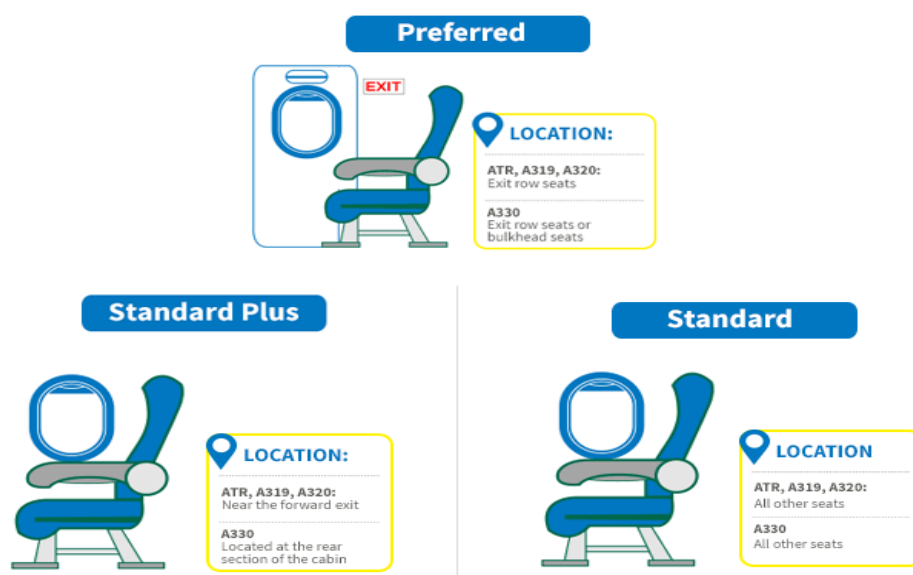 Preferred
EXIT
LOCATION:
ATR, A319, A320:
Exit row seats
A330
Exit row seats or
bulkhead seats
Standard Plus
LOCATION:
ATR, A319, A320:
Near the forward exit
A330
Located at the rear
section of the cabin
Standard
LOCATION
ATR, A319, A320:
All other seats
A330
All other seats